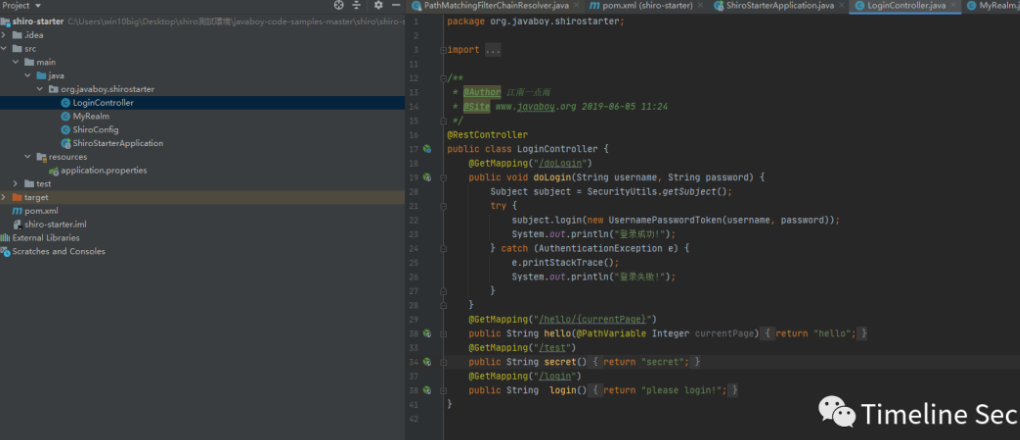 Project
shiro-starter C:\Users\win10big\Desktop\shiro测试环境\javaboy-code-samples-master\shiro\shiro-s
.idea
src
main
java
org.javaboy.shirostarter
LoginController
MyRealm
ShiroConfig
ShiroStarterApplication
resources
application.properties
test
target
pom.xml
shiro-starter.iml
External Libraries
Scratches and Consoles
PathMatchingFilterChainResolver.java pom.xml (shiro-starter) ShiroStarterApplication.java LoginController.java MyRealm.j
1 package org.javaboy.shirostarter;
2
3 import ...
11
12 /**
13 * @Author 江南一点雨
14 * @Site www.javaboy.org 2019-06-05 11:24
15 */
16 @RestController
17 public class LoginController {
18 @GetMapping("/doLogin")
19 public void doLogin(String username, String password) {
20 Subject subject = SecurityUtils.getSubject();
21 try {
22 subject.login(new UsernamePasswordToken(username, password));
23 System.out.println("登录成功!");
24 } catch (AuthenticationException e) {
25 e.printStackTrace();
26 System.out.println("登录失败!");
27 }
28 }
29 @GetMapping("/hello/{currentPage}")
30 public String hello(@PathVariable Integer currentPage) { return "hello"; }
33 @GetMapping("/test")
34 public String secret() { return "secret"; }
37 @GetMapping("/login")
38 public String login() { return "please login!"; }
41 }
42
Timeline Sec